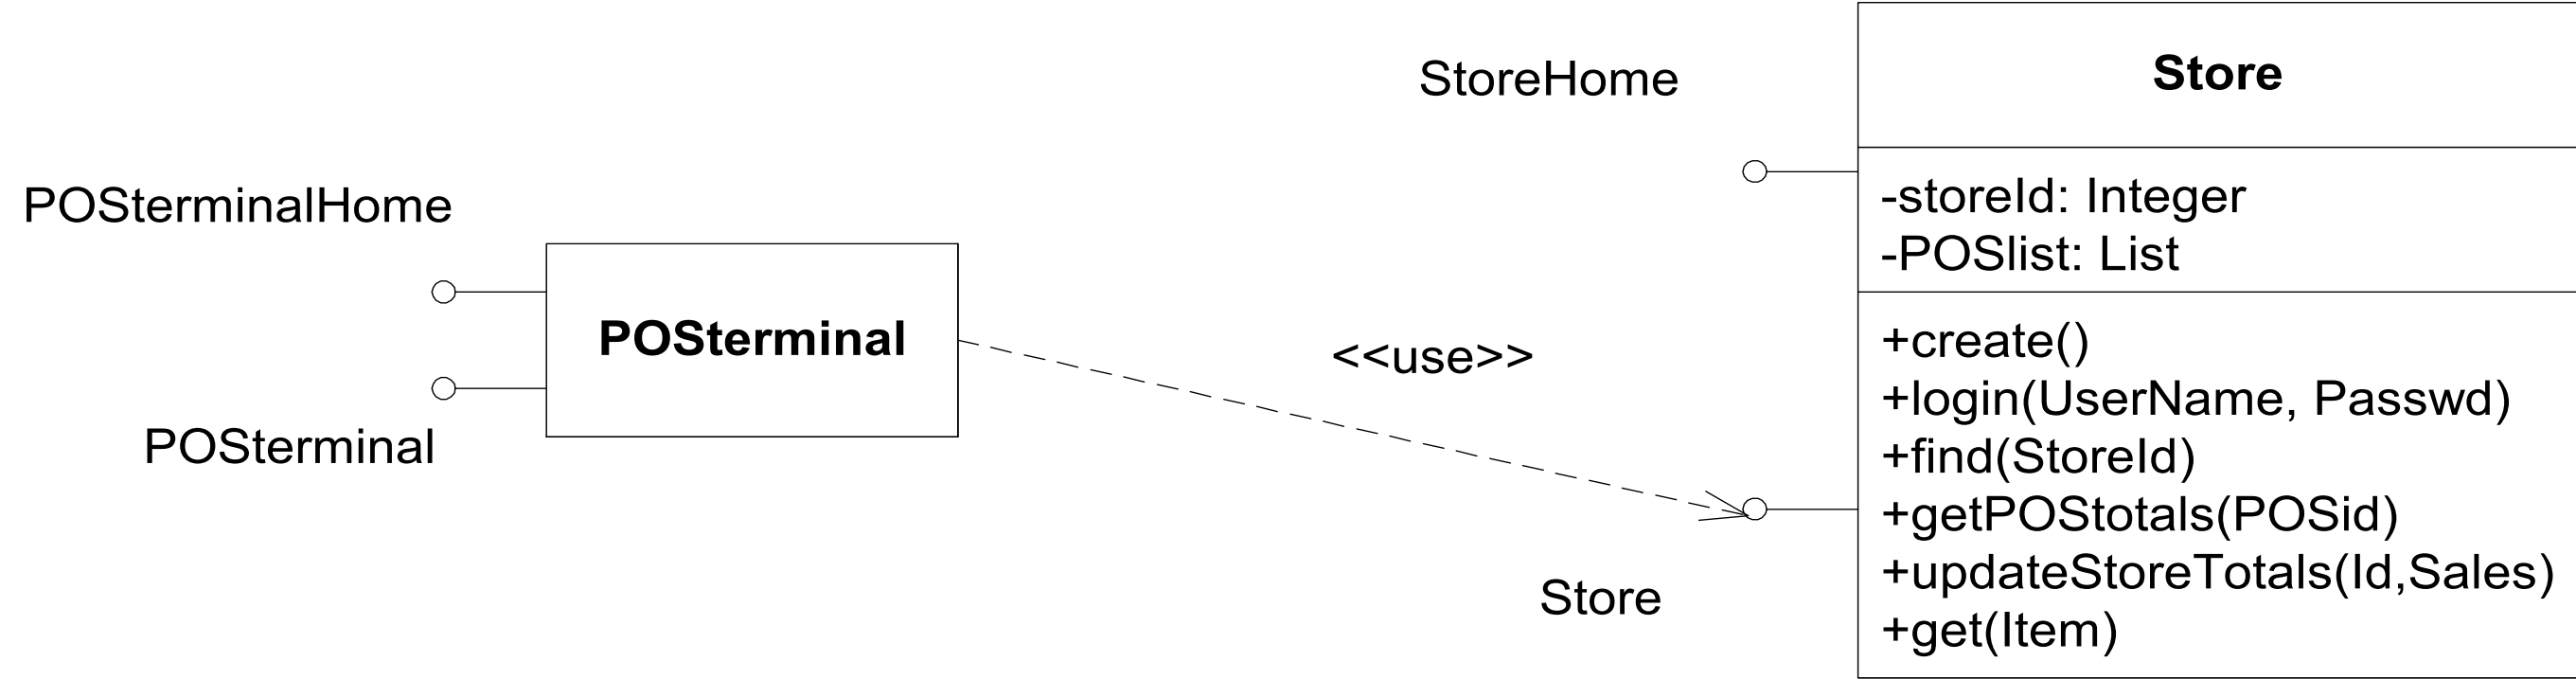 POSterminalHome
POSterminal
POSterminal
<<use>>
StoreHome
Store
Store
-storeId: Integer
-POSlist: List
+create()
+login(UserName, Passwd)
+find(StoreId)
+getPOStotals(POSid)
+updateStoreTotals(Id,Sales)
+get(Item)